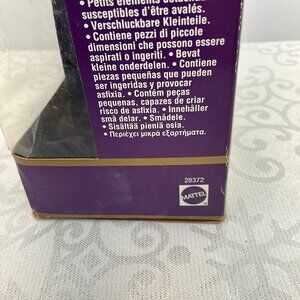 • Petits éléments détachables
susceptibles d'être avalés.
• Verschluckbare Kleinteile.
• Contiene pezzi di piccole
dimensioni che possono essere
aspirati o ingeriti. • Bevat
kleine onderdelen. • Contiene
piezas pequeñas que pueden
ser ingeridas y provocar
asfixia. • Contém peças
pequenas, capazes de criar
risco de asfixia. • Innehåller
små delar. • Smådele.
• Sisältää pieniä osia.
• Περιέχει μικρά εξαρτήματα.
28372
MATTEL